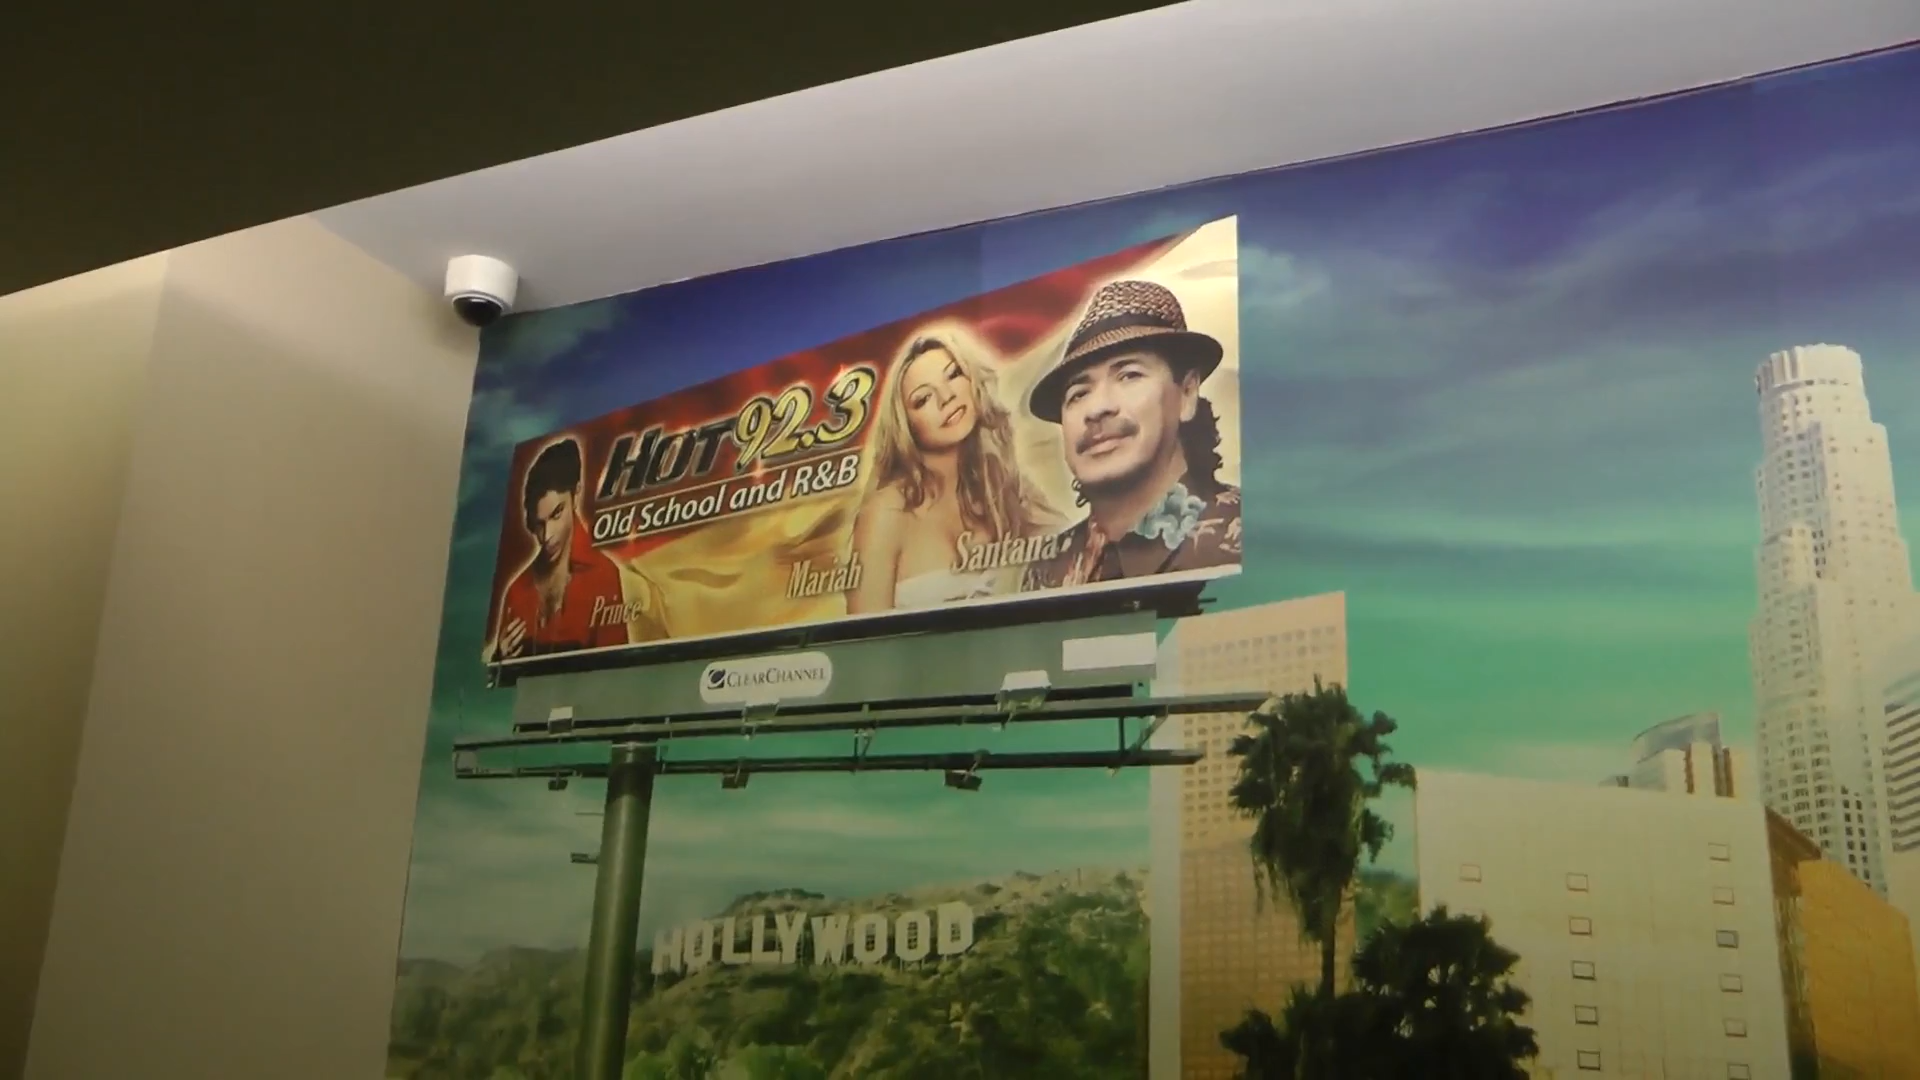 HOT 92.3
Old School and R&B
Prince
Mariah
Santana
CLEARCHANNEL
HOLLYWOOD